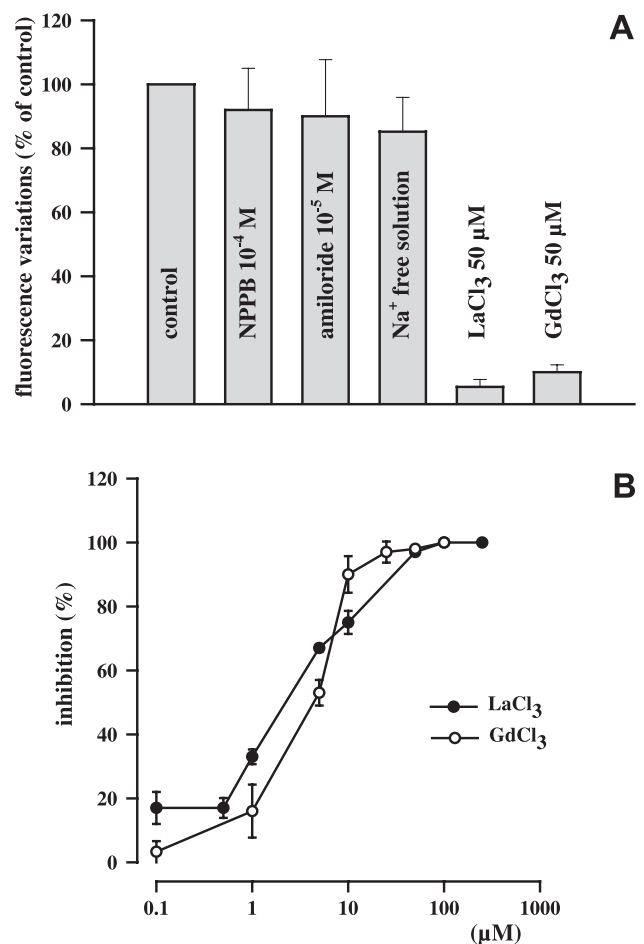 A
fluorescence variations (% of control)
120
100
80
60
40
20
0
control
NPPB 10⁻⁴ M
amiloride 10⁻⁵ M
Na⁺ free solution
LaCl₃ 50 µM
GdCl₃ 50 µM
B
inhibition (%)
120
100
80
60
40
20
0
LaCl₃
GdCl₃
0.1 1 10 100 1000
(µM)